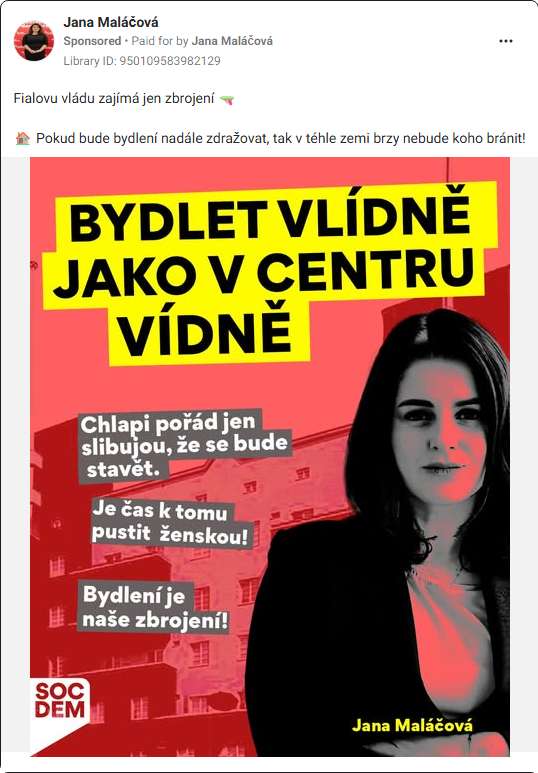 Jana Maláčová
Sponsored • Paid for by Jana Maláčová
Library ID: 950109583982129
Fialovu vládu zajímá jen zbrojení 🔫
🏠 Pokud bude bydlení nadále zdražovat, tak v téhle zemi brzy nebude koho bránit!
BYDLET VLÍDNĚ
JAKO V CENTRU
VÍDNĚ
Chlapi pořád jen
slibujou, že se bude
stavět.
Je čas k tomu
pustit ženskou!
Bydlení je
naše zbrojení!
SOC
DEM
Jana Maláčová